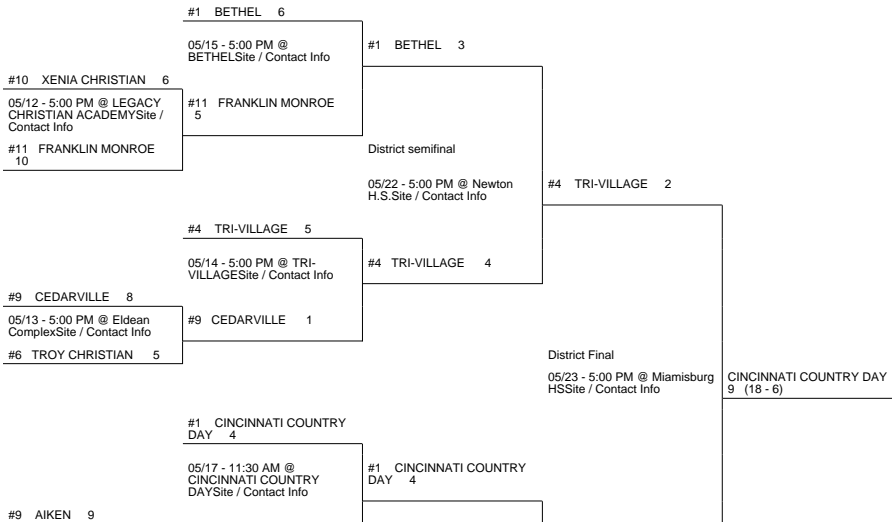 #1 BETHEL 6
05/15 - 5:00 PM @
BETHELSite / Contact Info
#1 BETHEL 3
#10 XENIA CHRISTIAN 6
05/12 - 5:00 PM @ LEGACY
CHRISTIAN ACADEMYSite /
Contact Info
#11 FRANKLIN MONROE
5
#11 FRANKLIN MONROE
10
District semifinal
05/22 - 5:00 PM @ Newton
H.S.Site / Contact Info
#4 TRI-VILLAGE 2
#4 TRI-VILLAGE 5
05/14 - 5:00 PM @ TRI-
VILLAGESite / Contact Info
#4 TRI-VILLAGE 4
#9 CEDARVILLE 8
05/13 - 5:00 PM @ Eldean
ComplexSite / Contact Info
#9 CEDARVILLE 1
#6 TROY CHRISTIAN 5
District Final
05/23 - 5:00 PM @ Miamisburg
HSSite / Contact Info
CINCINNATI COUNTRY DAY
9 (18 - 6)
#1 CINCINNATI COUNTRY
DAY 4
05/17 - 11:30 AM @
CINCINNATI COUNTRY
DAYSite / Contact Info
#1 CINCINNATI COUNTRY
DAY 4
#9 AIKEN 9